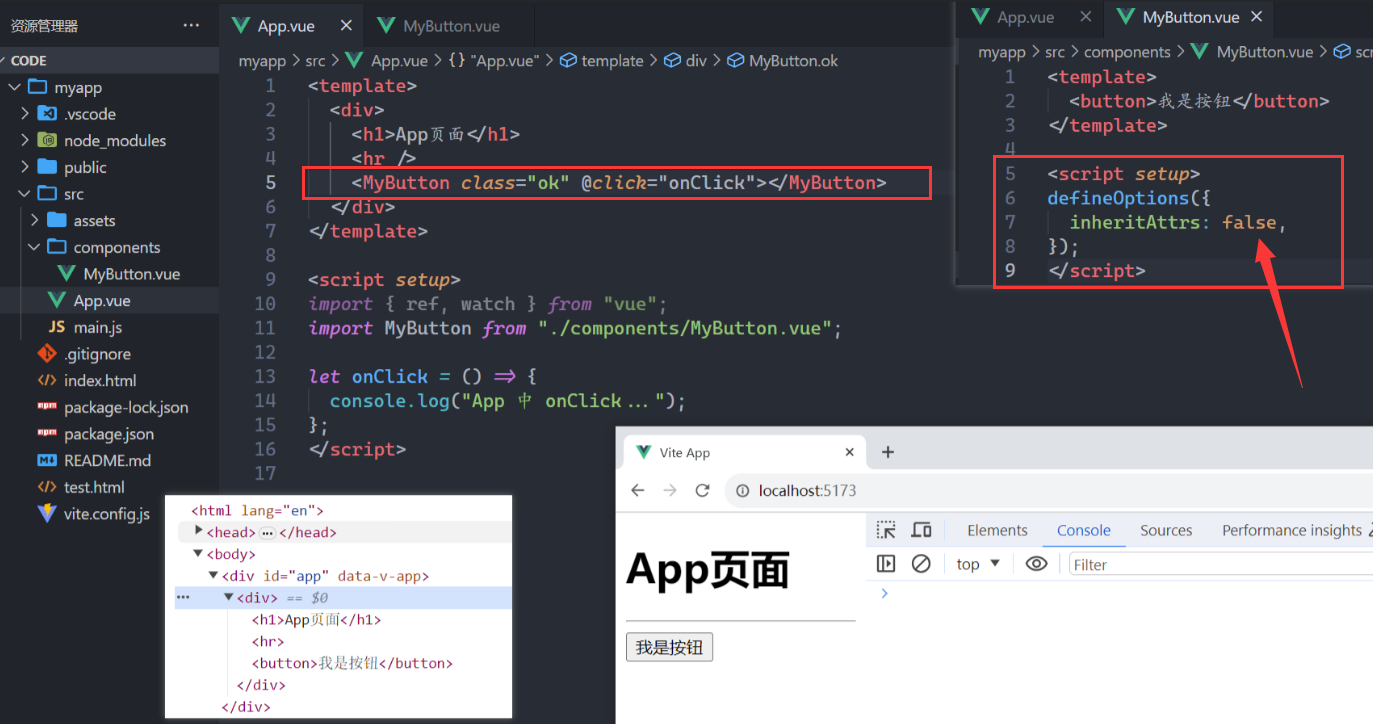 资源管理器 ···
CODE
myapp
.vscode
node_modules
public
src
assets
components
MyButton.vue
App.vue
JS main.js
.gitignore
index.html
npm package-lock.json
npm package.json
README.md
test.html
vite.config.js
App.vue × MyButton.vue
myapp > src > App.vue > {} "App.vue" > template > div > MyButton.ok
1 <template>
2 <div>
3 <h1>App页面</h1>
4 <hr />
5 <MyButton class="ok" @click="onClick"></MyButton>
6 </div>
7 </template>
8
9 <script setup>
10 import { ref, watch } from "vue";
11 import MyButton from "./components/MyButton.vue";
12
13 let onClick = () => {
14 console.log("App 中 onClick...");
15 };
16 </script>
17
App.vue × MyButton.vue ×
myapp > src > components > MyButton.vue > scr
1 <template>
2 <button>我是按钮</button>
3 </template>
4
5 <script setup>
6 defineOptions({
7 inheritAttrs: false,
8 });
9 </script>
<html lang="en">
<head> ··· </head>
<body>
<div id="app" data-v-app>
··· <div> == $0
<h1>App页面</h1>
<hr>
<button>我是按钮</button>
</div>
</div>
Vite App × +
localhost:5173
App页面
我是按钮
Elements Console Sources Performance insights
top Filter